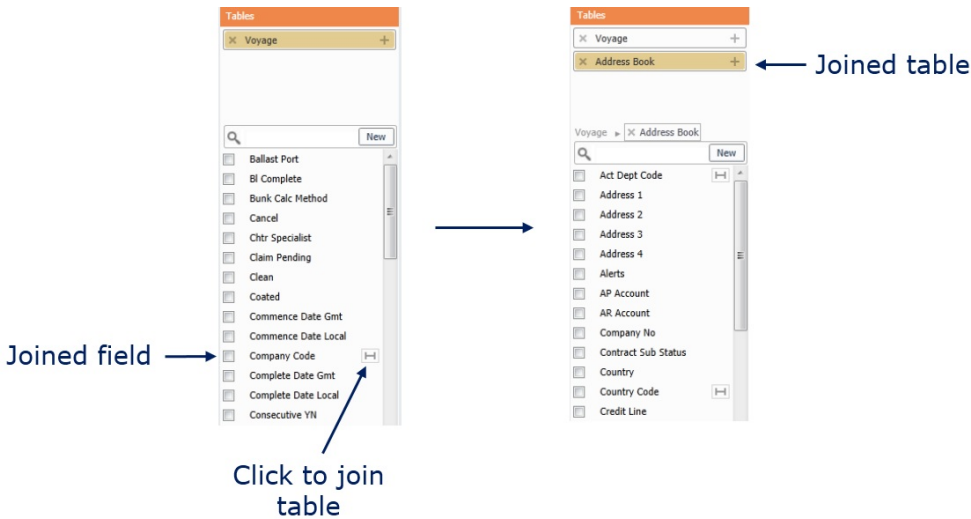 Tables
Voyage
New
Ballast Port
Bl Complete
Bunk Calc Method
Cancel
Chtr Specialist
Claim Pending
Clean
Coated
Commence Date Gmt
Commence Date Local
Company Code
Complete Date Gmt
Complete Date Local
Consecutive YN
Joined field
Click to join
table
Tables
Voyage
Address Book
Joined table
Voyage ▸ × Address Book
New
Act Dept Code
Address 1
Address 2
Address 3
Address 4
Alerts
AP Account
AR Account
Company No
Contract Sub Status
Country
Country Code
Credit Line